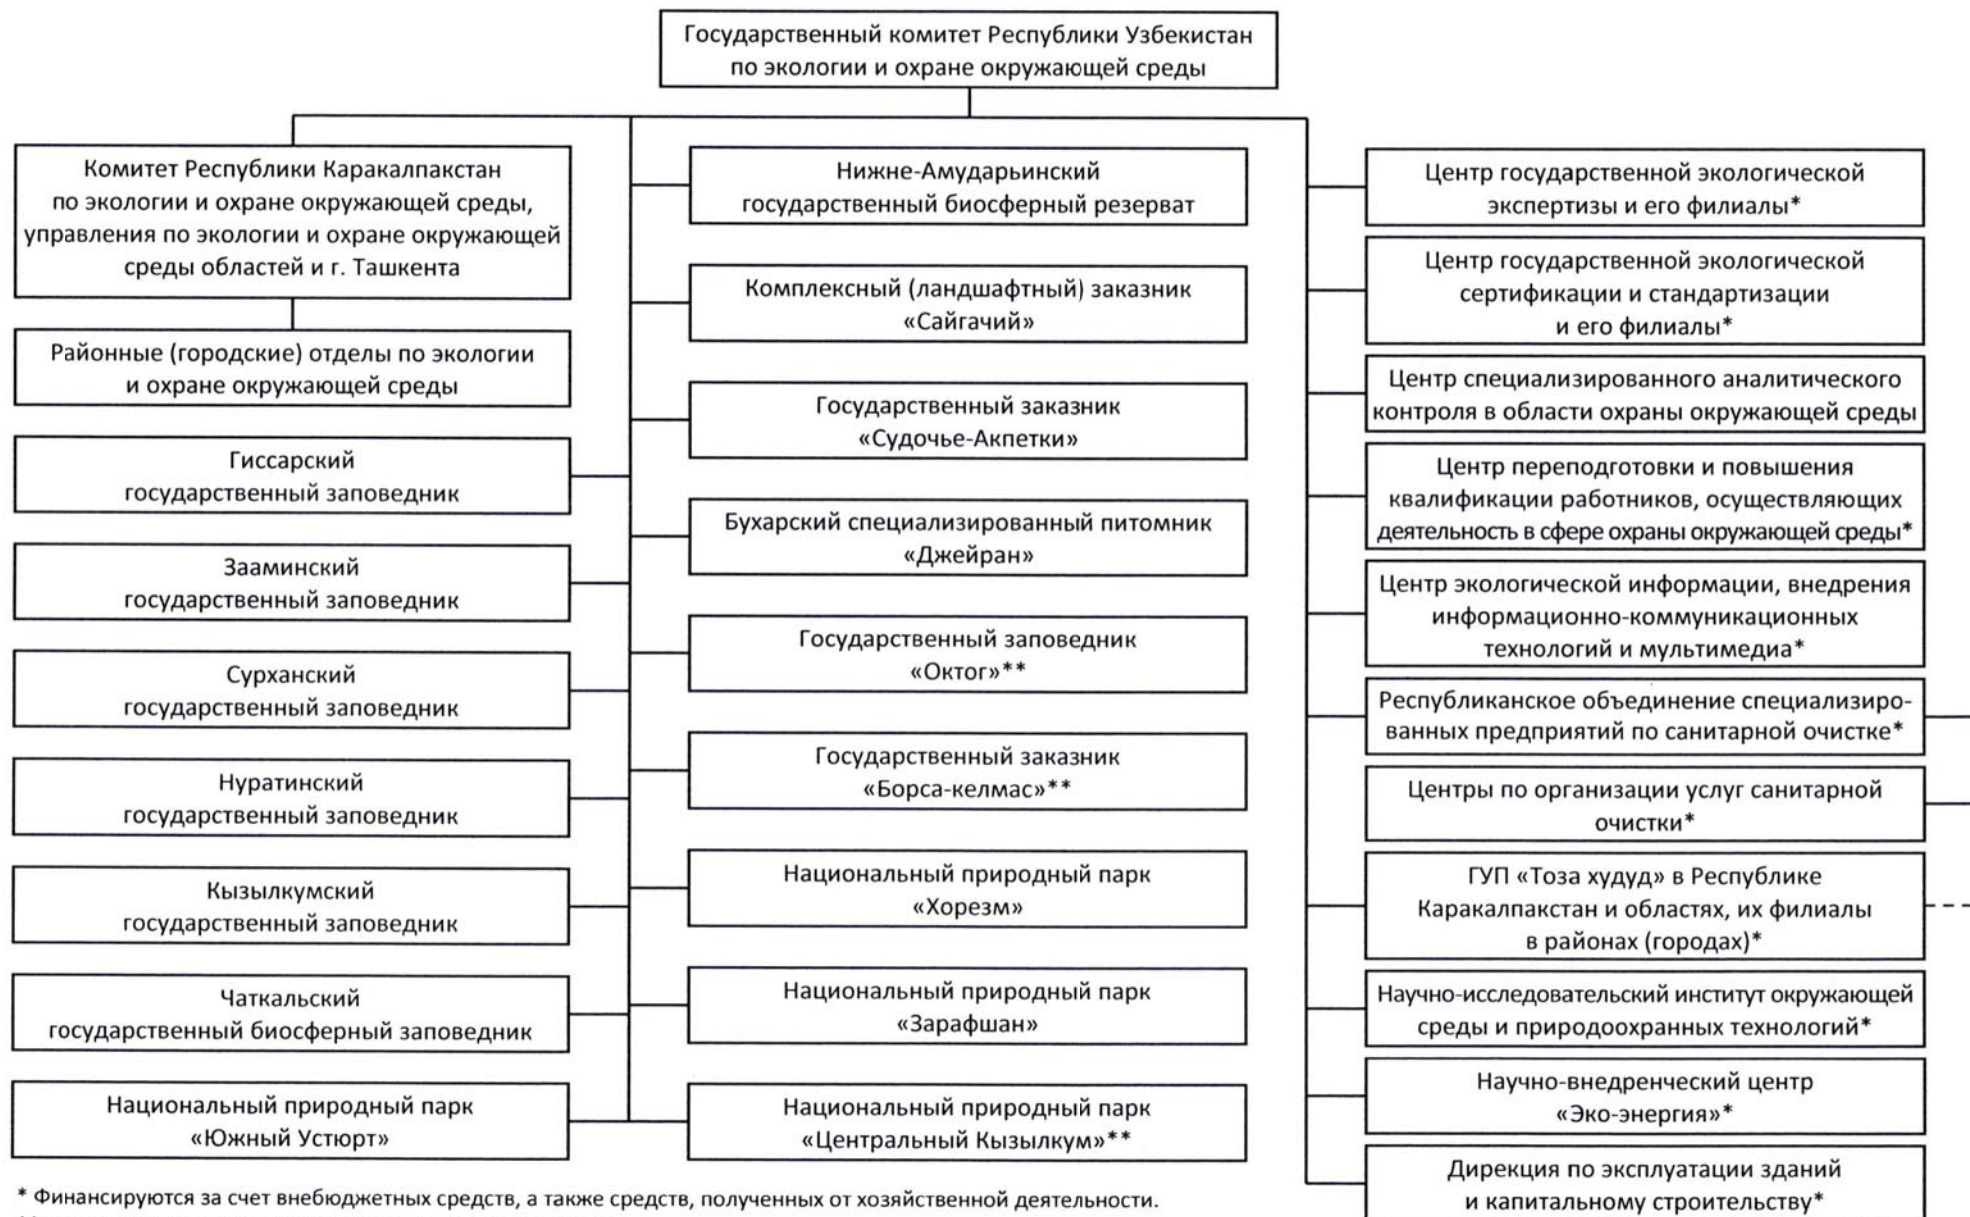 Государственный комитет Республики Узбекистан
по экологии и охране окружающей среды
Комитет Республики Каракалпакстан
по экологии и охране окружающей среды,
управления по экологии и охране окружающей
среды областей и г. Ташкента
Районные (городские) отделы по экологии
и охране окружающей среды
Гиссарский
государственный заповедник
Зааминский
государственный заповедник
Сурханский
государственный заповедник
Нуратинский
государственный заповедник
Кызылкумский
государственный заповедник
Чаткальский
государственный биосферный заповедник
Национальный природный парк
«Южный Устюрт»
Нижне-Амударьинский
государственный биосферный резерват
Комплексный (ландшафтный) заказник
«Сайгачий»
Государственный заказник
«Судочье-Акпетки»
Бухарский специализированный питомник
«Джейран»
Государственный заповедник
«Октог»**
Государственный заказник
«Борса-келмас»**
Национальный природный парк
«Хорезм»
Национальный природный парк
«Зарафшан»
Национальный природный парк
«Центральный Кызылкум»**
Центр государственной экологической
экспертизы и его филиалы*
Центр государственной экологической
сертификации и стандартизации
и его филиалы*
Центр специализированного аналитического
контроля в области охраны окружающей среды
Центр переподготовки и повышения
квалификации работников, осуществляющих
деятельность в сфере охраны окружающей среды*
Центр экологической информации, внедрения
информационно-коммуникационных
технологий и мультимедиа*
Республиканское объединение специализиро-
ванных предприятий по санитарной очистке*
Центры по организации услуг санитарной
очистки*
ГУП «Тоза худуд» в Республике
Каракалпакстан и областях, их филиалы
в районах (городах)*
Научно-исследовательский институт окружающей
среды и природоохранных технологий*
Научно-внедренческий центр
«Эко-энергия»*
Дирекция по эксплуатации зданий
и капитальному строительству*
* Финансируются за счет внебюджетных средств, а также средств, полученных от хозяйственной деятельности.